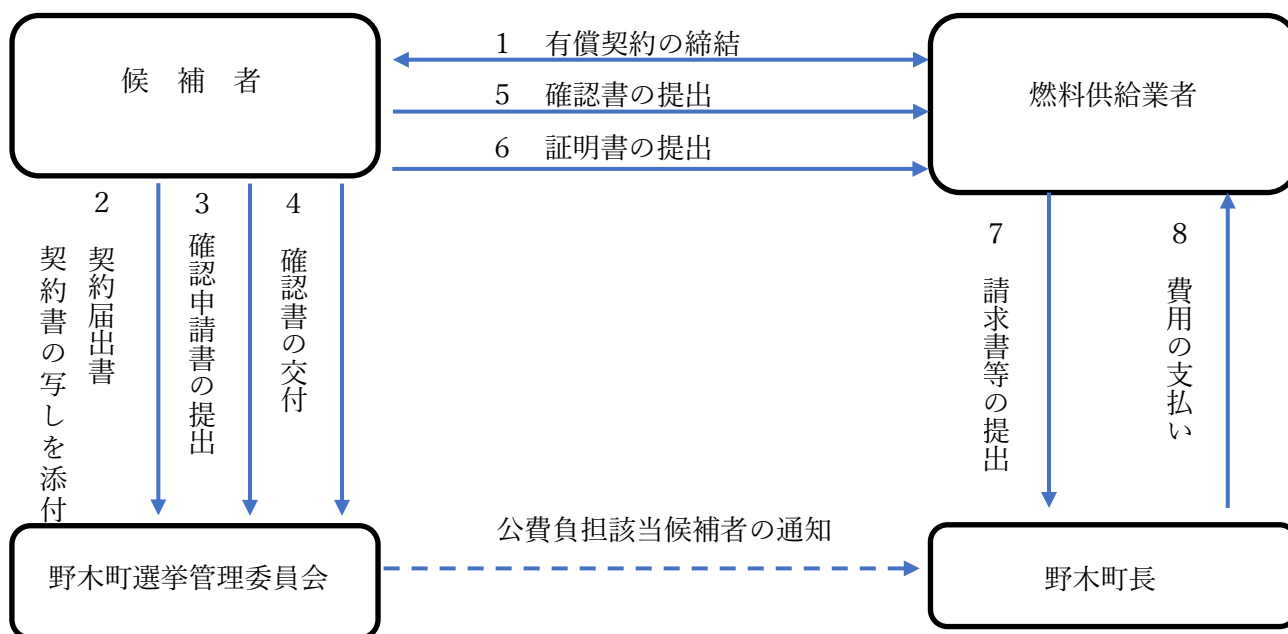 候　補　者
1　有償契約の締結
5　確認書の提出
6　証明書の提出
燃料供給業者
2　契約届出書
契約書の写しを添付
3　確認申請書の提出
4　確認書の交付
7　請求書等の提出
8　費用の支払い
公費負担該当候補者の通知
野木町選挙管理委員会
野木町長